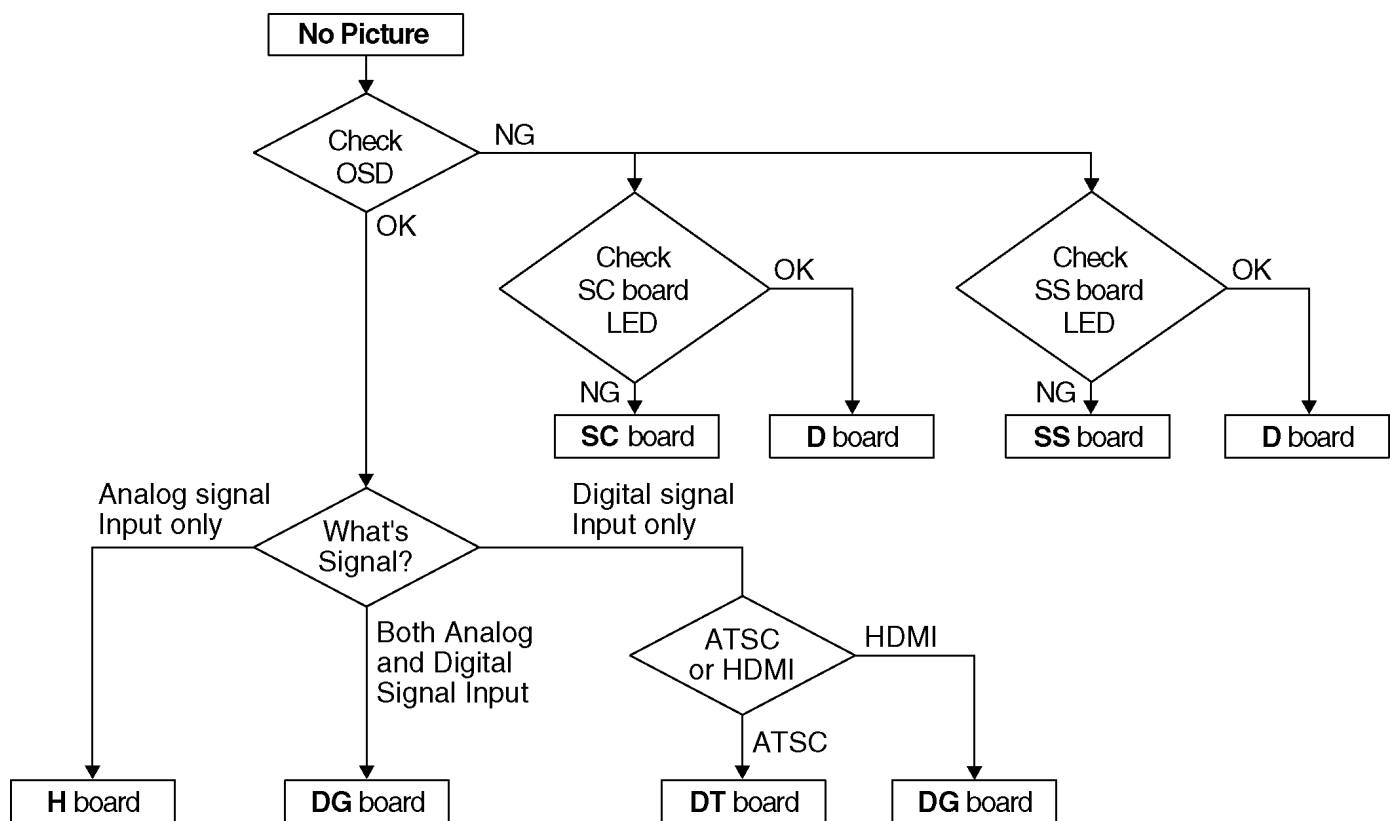 No Picture
Check
OSD
NG
OK
Check
SC board
LED
OK
NG
SC board
D board
Check
SS board
LED
OK
NG
SS board
D board
Analog signal
Input only
What's
Signal?
Digital signal
Input only
Both Analog
and Digital
Signal Input
ATSC
or HDMI
HDMI
ATSC
H board
DG board
DT board
DG board